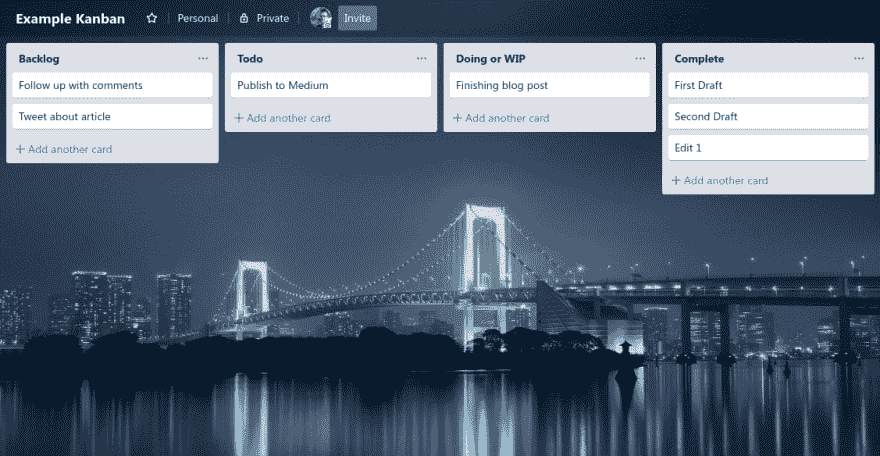 Example Kanban Personal Private Invite
Backlog
Follow up with comments
Tweet about article
+ Add another card
Todo
Publish to Medium
+ Add another card
Doing or WIP
Finishing blog post
+ Add another card
Complete
First Draft
Second Draft
Edit 1
+ Add another card